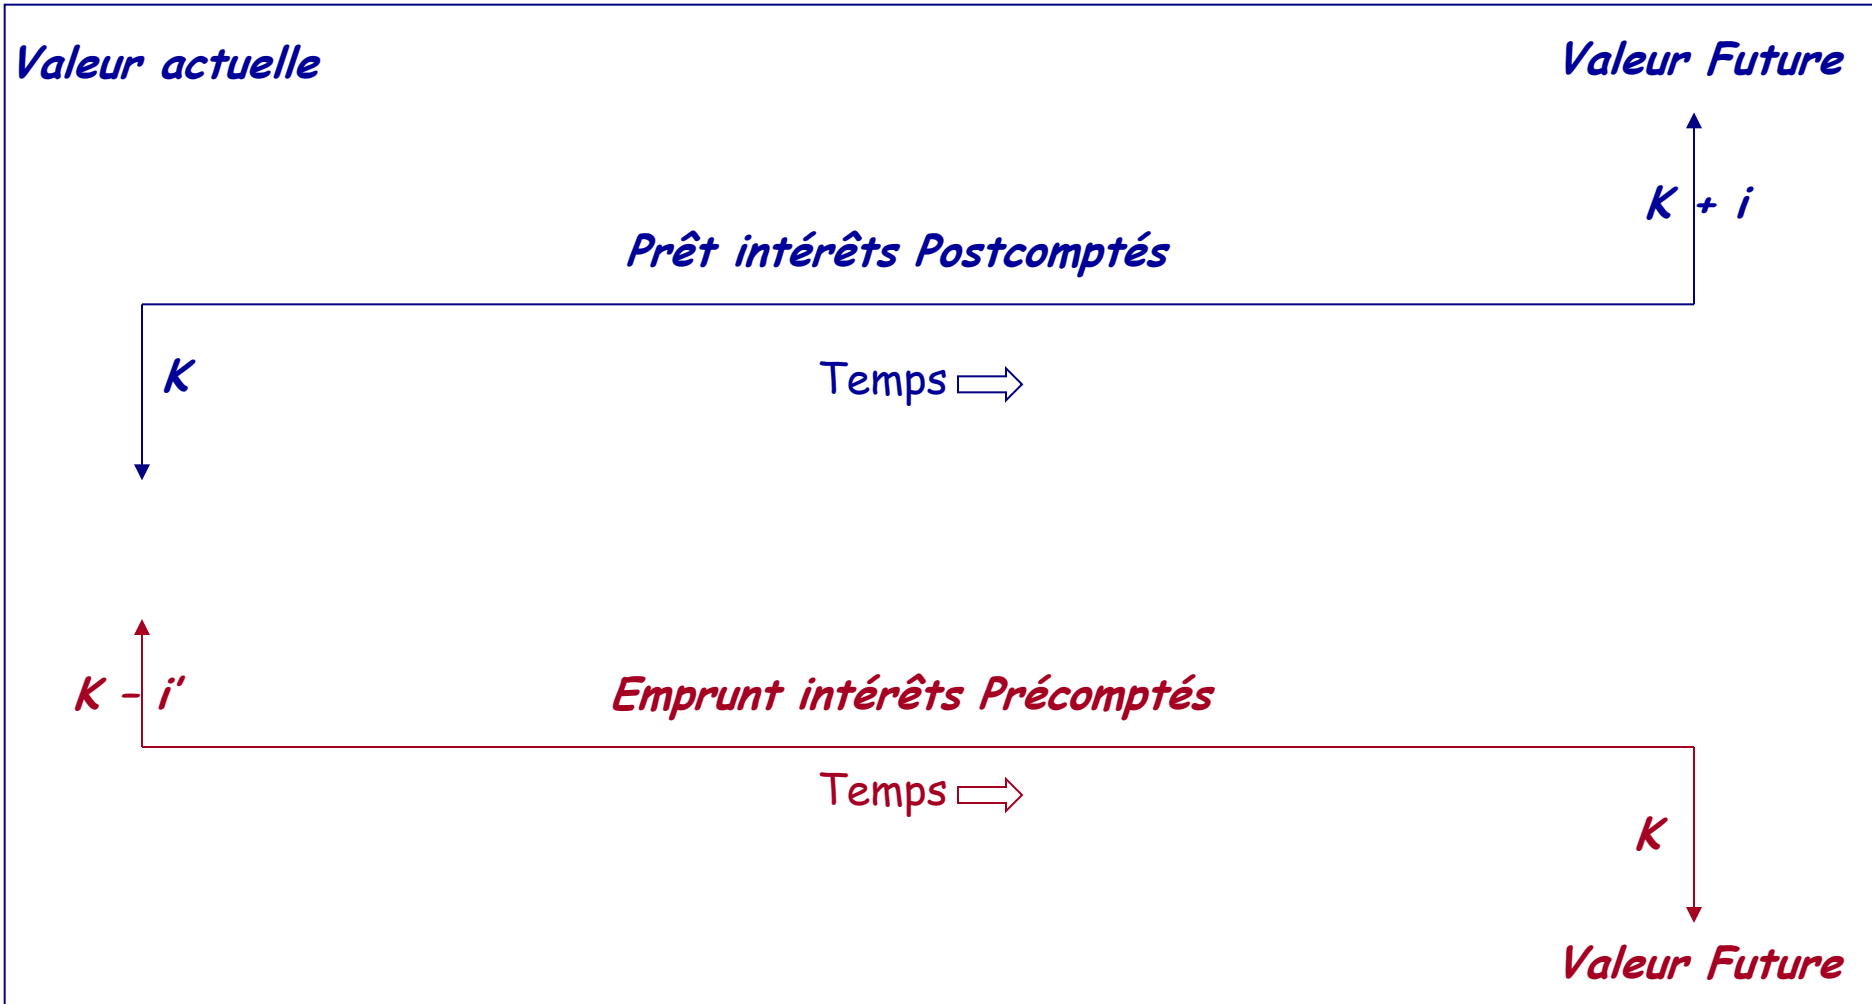 Valeur actuelle
Valeur Future
K + i
Prêt intérêts Postcomptés
K
Temps
K - i'
Emprunt intérêts Précomptés
Temps
K
Valeur Future